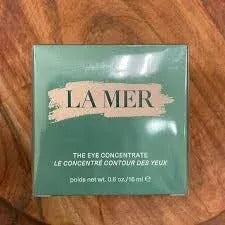 LA MER
THE EYE CONCENTRATE
LE CONCENTRÉ CONTOUR DES YEUX
poids net/wt. 0.5 oz./15 ml ℮